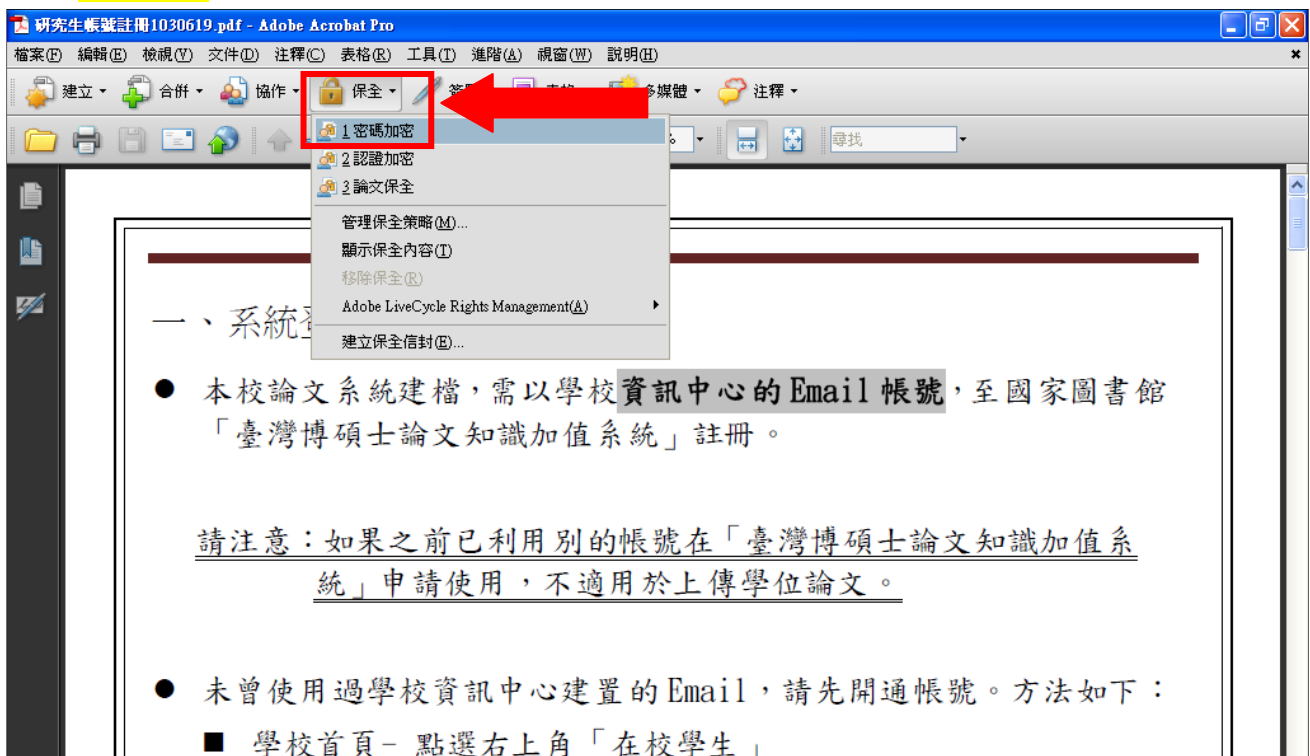 研究生帳號註冊1030619.pdf - Adobe Acrobat Pro
檔案(F) 編輯(E) 檢視(V) 文件(D) 注釋(C) 表格(R) 工具(T) 進階(A) 視窗(W) 説明(H)
建立 合併 協作 保全 多媒體 注釋
尋找
1 密碼加密
2 認證加密
3 論文保全
管理保全策略(M)...
顯示保全內容(T)
移除保全(R)
Adobe LiveCycle Rights Management(A)
建立保全信封(E)...
一、系統
● 本校論文系統建檔，需以學校資訊中心的 Email 帳號，至國家圖書館
「臺灣博碩士論文知識加值系統」註冊。
請注意：如果之前已利用別的帳號在「臺灣博碩士論文知識加值系
統」申請使用，不適用於上傳學位論文。
● 未曾使用過學校資訊中心建置的 Email，請先開通帳號。方法如下：
■ 學校首頁- 點選右上角「在校學生」